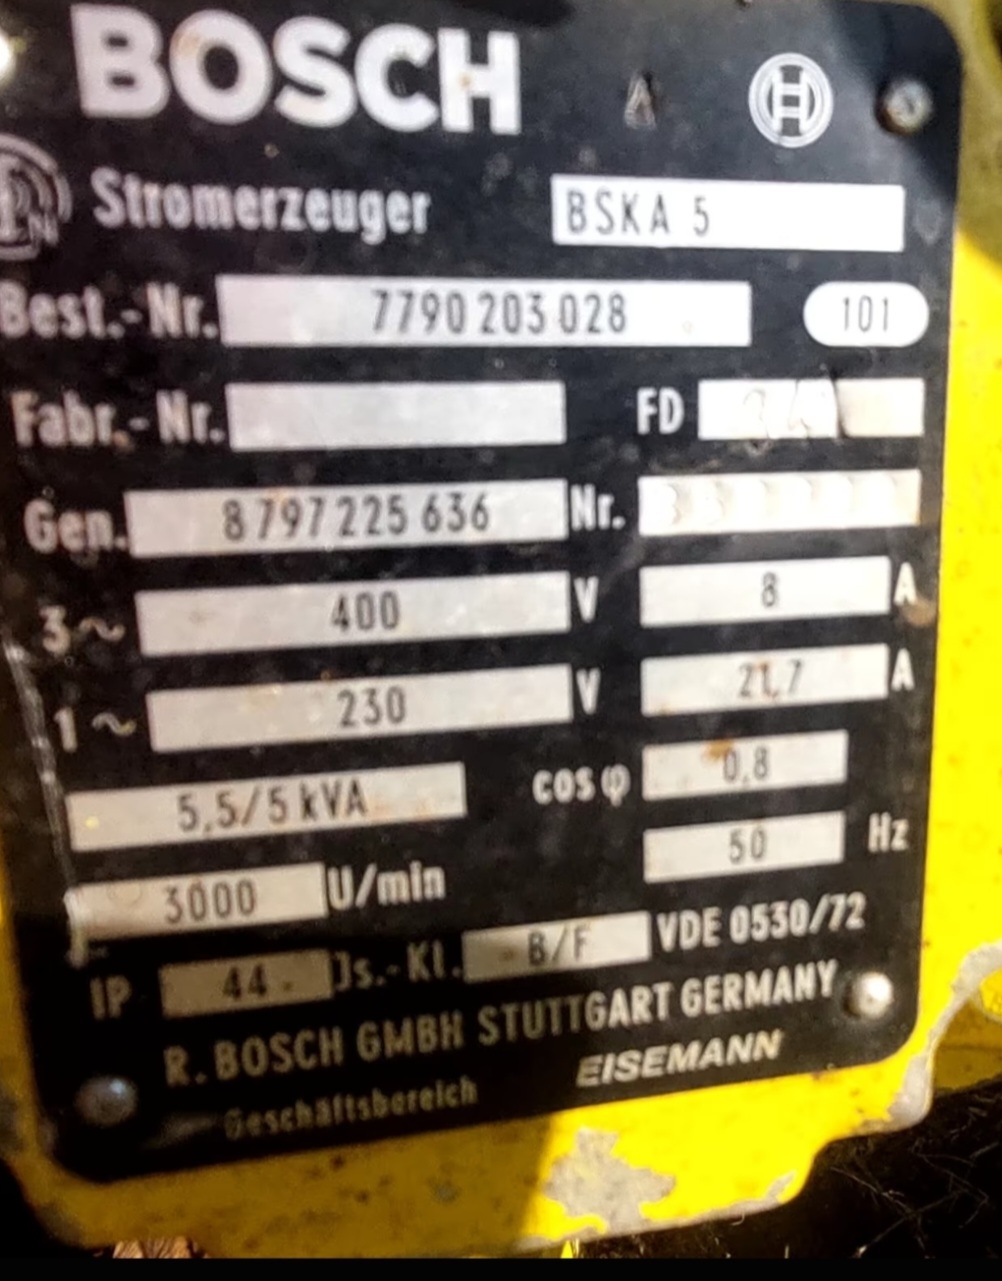 BOSCH
Stromerzeuger BSKA 5
Best.-Nr. 7790 203 028 101
Fabr.-Nr. FD
Gen. 8 797 225 636 Nr.
3~ 400 V 8 A
1~ 230 V 21,7 A
5,5/5 kVA cos φ 0,8
3000 U/min 50 Hz
IP 44 Js.-Kl. B/F VDE 0530/72
R. BOSCH GMBH STUTTGART GERMANY
Geschäftsbereich EISEMANN